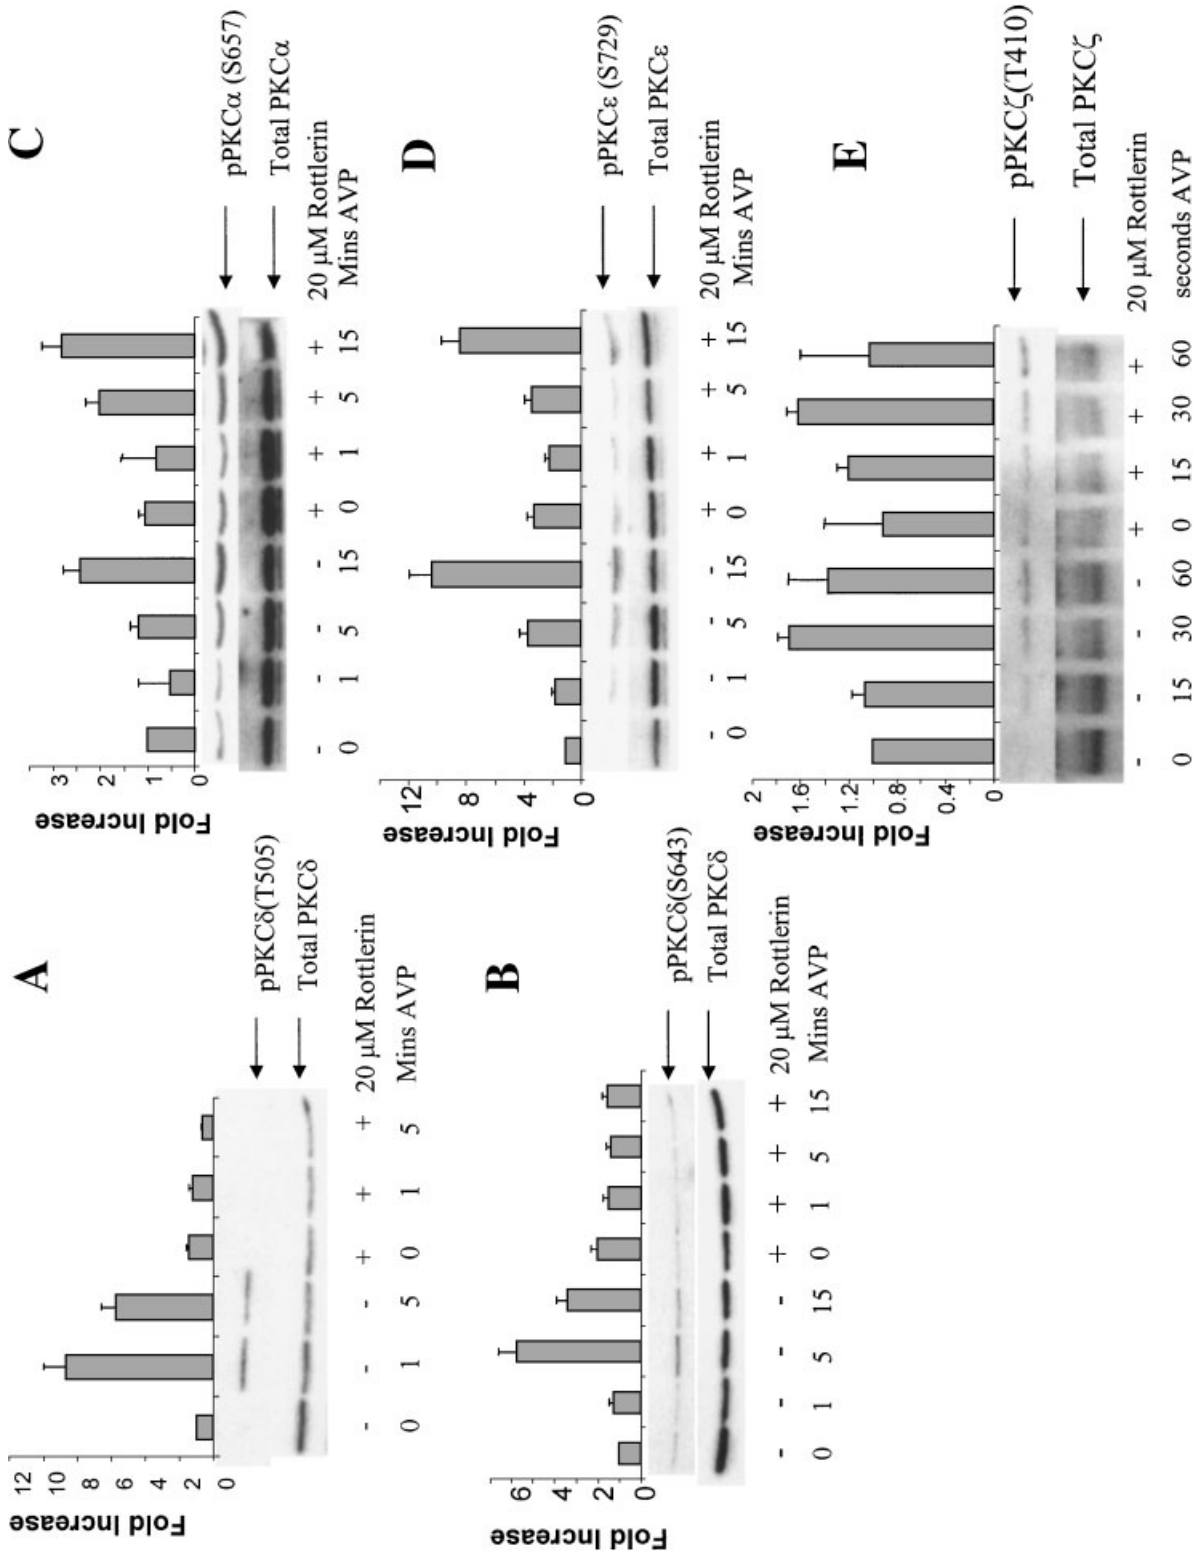 A
Fold Increase
12
10
8
6
4
2
0
pPKCδ(T505)
Total PKCδ
- - - + + + 20 μM Rottlerin
0 1 5 0 1 5 Mins AVP
B
Fold Increase
6
4
2
0
pPKCδ(S643)
Total PKCδ
- - - - + + + + 20 μM Rottlerin
0 1 5 15 0 1 5 15 Mins AVP
C
Fold Increase
3
2
1
0
pPKCα (S657)
Total PKCα
- - - - + + + + 20 μM Rottlerin
0 1 5 15 0 1 5 15 Mins AVP
D
Fold Increase
12
8
4
0
pPKCε (S729)
Total PKCε
- - - - + + + + 20 μM Rottlerin
0 1 5 15 0 1 5 15 Mins AVP
E
Fold Increase
2
1.6
1.2
0.8
0.4
0
pPKCζ(T410)
Total PKCζ
- - - - + + + + 20 μM Rottlerin
0 15 30 60 0 15 30 60 seconds AVP